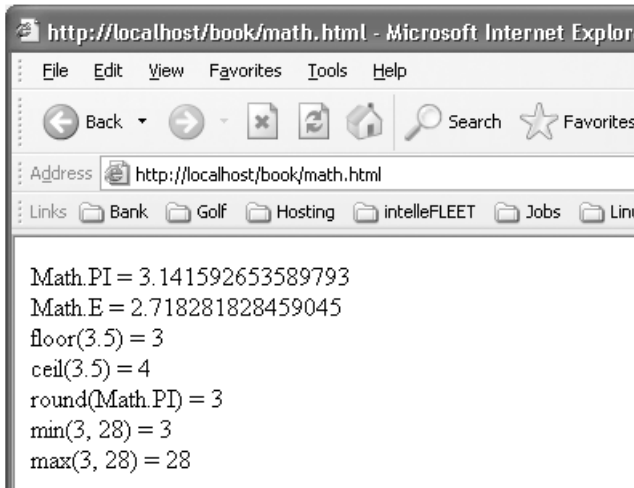 http://localhost/book/math.html - Microsoft Internet Explor
File Edit View Favorites Tools Help
Back Search Favorites
Address http://localhost/book/math.html
Links Bank Golf Hosting intelleFLEET Jobs Linu
Math.PI = 3.141592653589793
Math.E = 2.718281828459045
floor(3.5) = 3
ceil(3.5) = 4
round(Math.PI) = 3
min(3, 28) = 3
max(3, 28) = 28